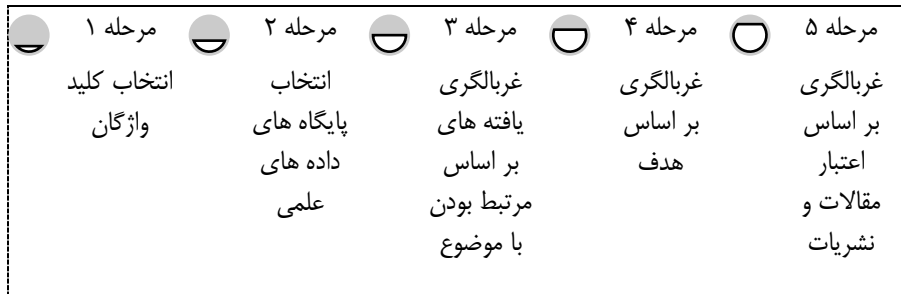 مرحله ۱
انتخاب کلید
واژگان
مرحله ۲
انتخاب
پایگاه های
داده های
علمی
مرحله ۳
غربالگری
یافته های
بر اساس
مرتبط بودن
با موضوع
مرحله ۴
غربالگری
بر اساس
هدف
مرحله ۵
غربالگری
بر اساس
اعتبار
مقالات و
نشریات